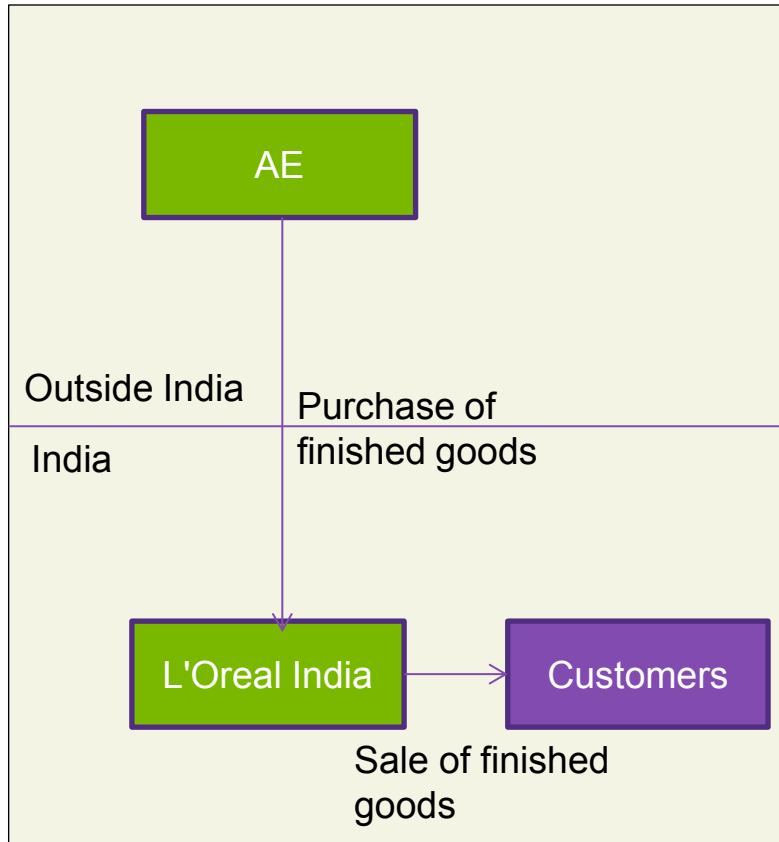 AE
Outside India
Purchase of
finished goods
India
L'Oreal India
Customers
Sale of finished
goods